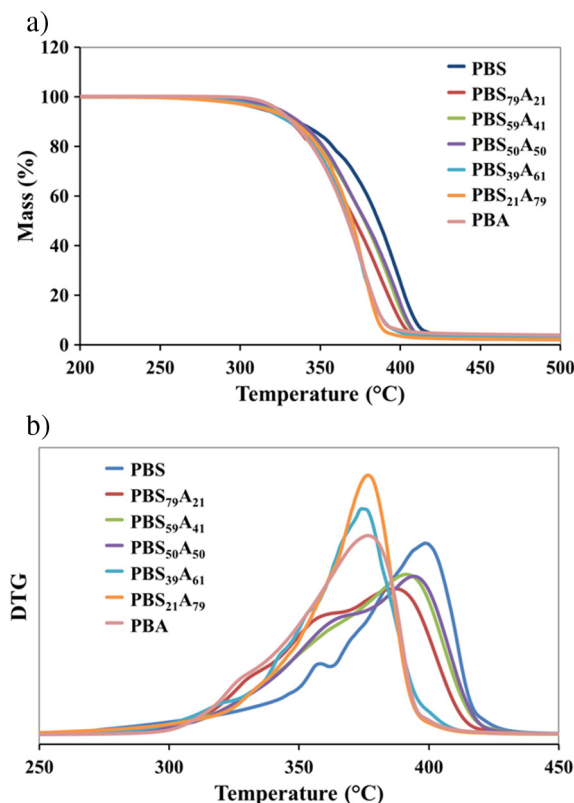 a)
120
100
80
60
40
20
0
Mass (%)
PBS
PBS₇₉A₂₁
PBS₅₉A₄₁
PBS₅₀A₅₀
PBS₃₉A₆₁
PBS₂₁A₇₉
PBA
200 250 300 350 400 450 500
Temperature (°C)
b)
PBS
PBS₇₉A₂₁
PBS₅₉A₄₁
PBS₅₀A₅₀
PBS₃₉A₆₁
PBS₂₁A₇₉
PBA
DTG
250 300 350 400 450
Temperature (°C)